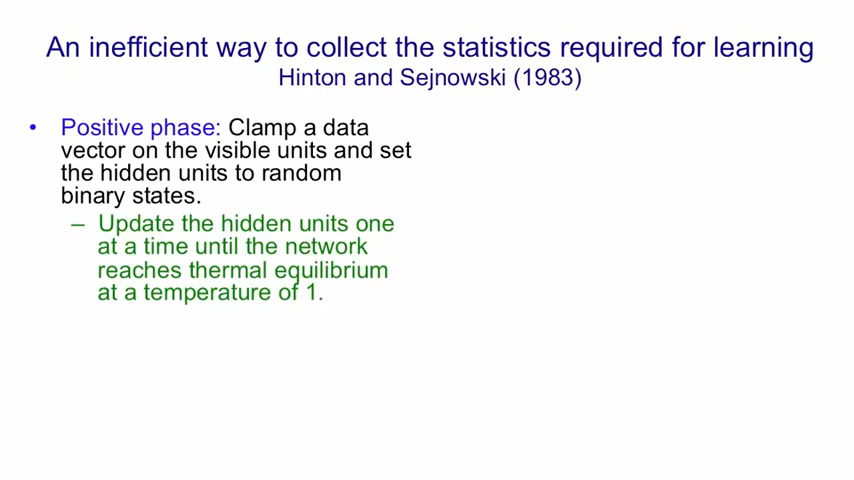 An inefficient way to collect the statistics required for learning
Hinton and Sejnowski (1983)
• Positive phase: Clamp a data
vector on the visible units and set
the hidden units to random
binary states.
– Update the hidden units one
at a time until the network
reaches thermal equilibrium
at a temperature of 1.